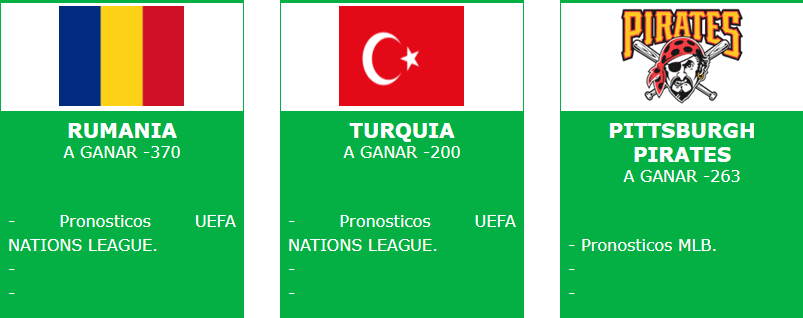 RUMANIA
A GANAR -370
- Pronosticos UEFA
NATIONS LEAGUE.
-
-
TURQUIA
A GANAR -200
- Pronosticos UEFA
NATIONS LEAGUE.
-
-
PIRATES
PITTSBURGH
PIRATES
A GANAR -263
- Pronosticos MLB.
-
-